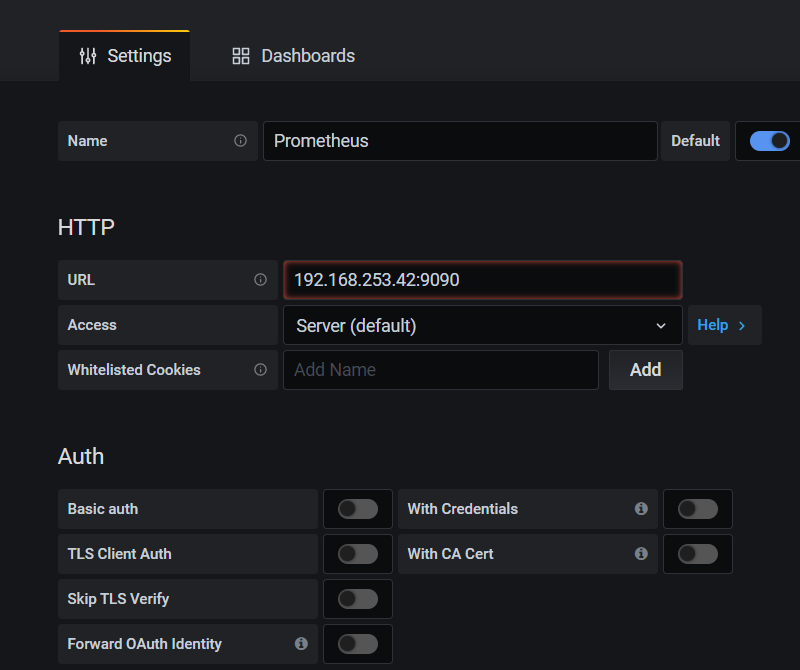 Settings Dashboards
Name Prometheus Default
HTTP
URL 192.168.253.42:9090
Access Server (default) Help
Whitelisted Cookies Add Name Add
Auth
Basic auth With Credentials
TLS Client Auth With CA Cert
Skip TLS Verify
Forward OAuth Identity